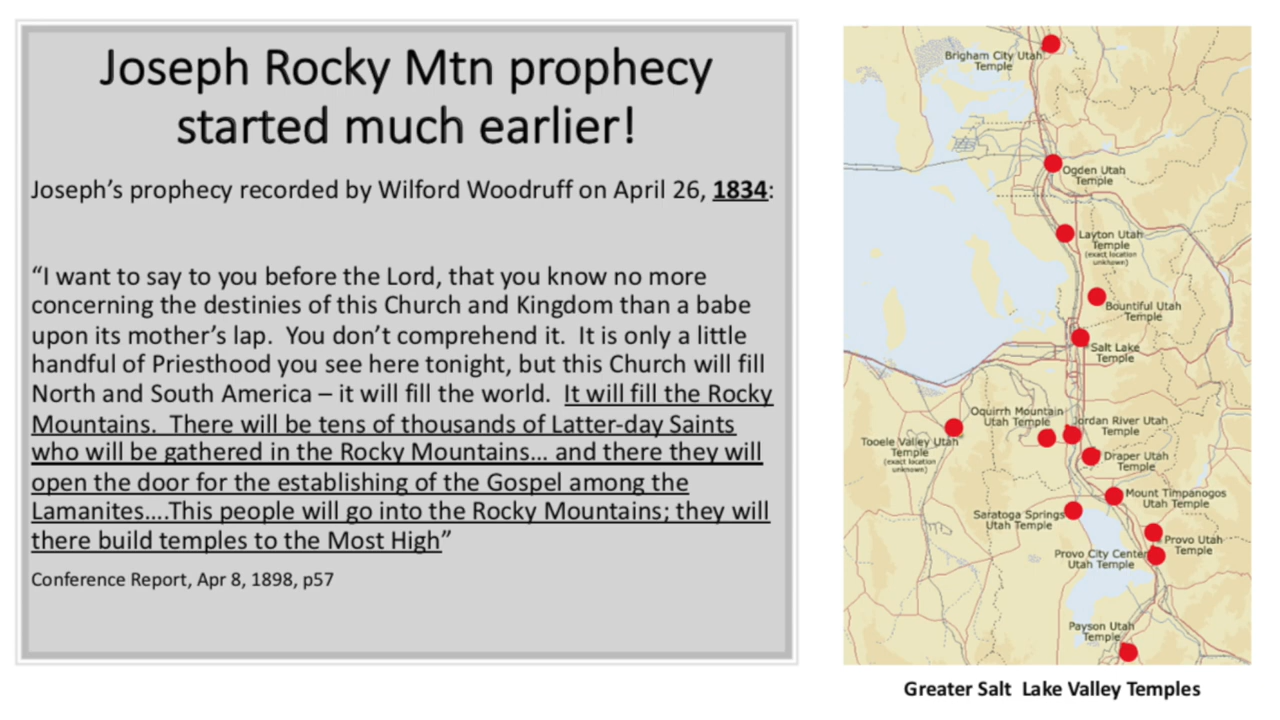 Joseph Rocky Mtn prophecy
started much earlier!
Joseph's prophecy recorded by Wilford Woodruff on April 26, 1834:
“I want to say to you before the Lord, that you know no more
concerning the destinies of this Church and Kingdom than a babe
upon its mother's lap.  You don't comprehend it.  It is only a little
handful of Priesthood you see here tonight, but this Church will fill
North and South America – it will fill the world.  It will fill the Rocky
Mountains.  There will be tens of thousands of Latter-day Saints
who will be gathered in the Rocky Mountains... and there they will
open the door for the establishing of the Gospel among the
Lamanites....This people will go into the Rocky Mountains; they will
there build temples to the Most High”
Conference Report, Apr 8, 1898, p57
Brigham City Utah
Temple
Ogden Utah
Temple
Layton Utah
Temple
(exact location
unknown)
Bountiful Utah
Temple
Salt Lake
Temple
Oquirrh Mountain
Utah Temple
Jordan River Utah
Temple
Tooele Valley Utah
Temple
(exact location
unknown)
Draper Utah
Temple
Mount Timpanogos
Utah Temple
Saratoga Springs
Utah Temple
Provo Utah
Temple
Provo City Center
Utah Temple
Payson Utah
Temple
Greater Salt  Lake Valley Temples